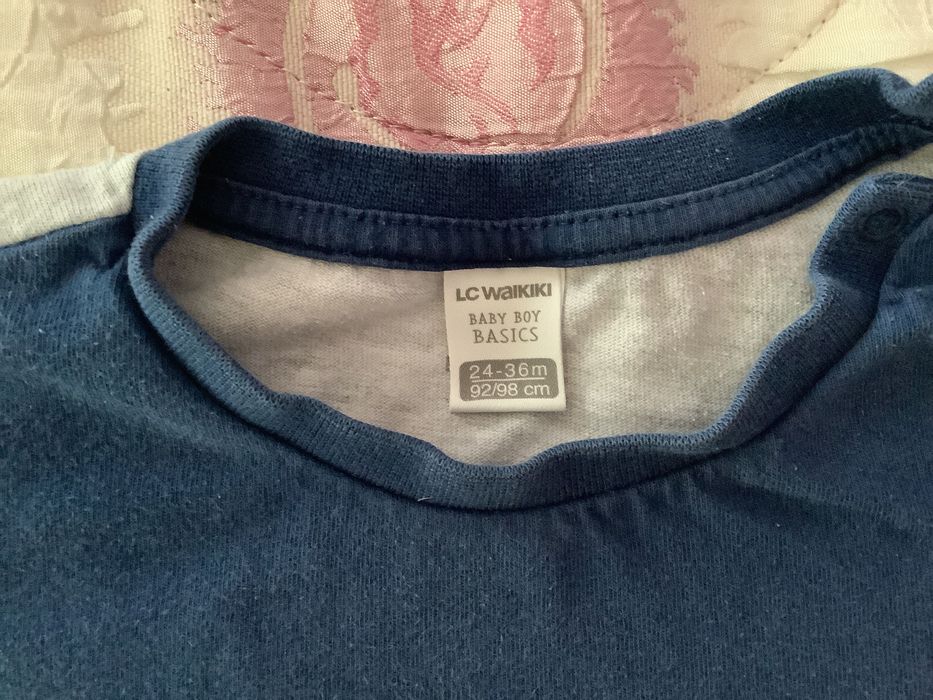 LC WaIKIKI
BABY BOY
BASICS
24-36m
92/98 cm